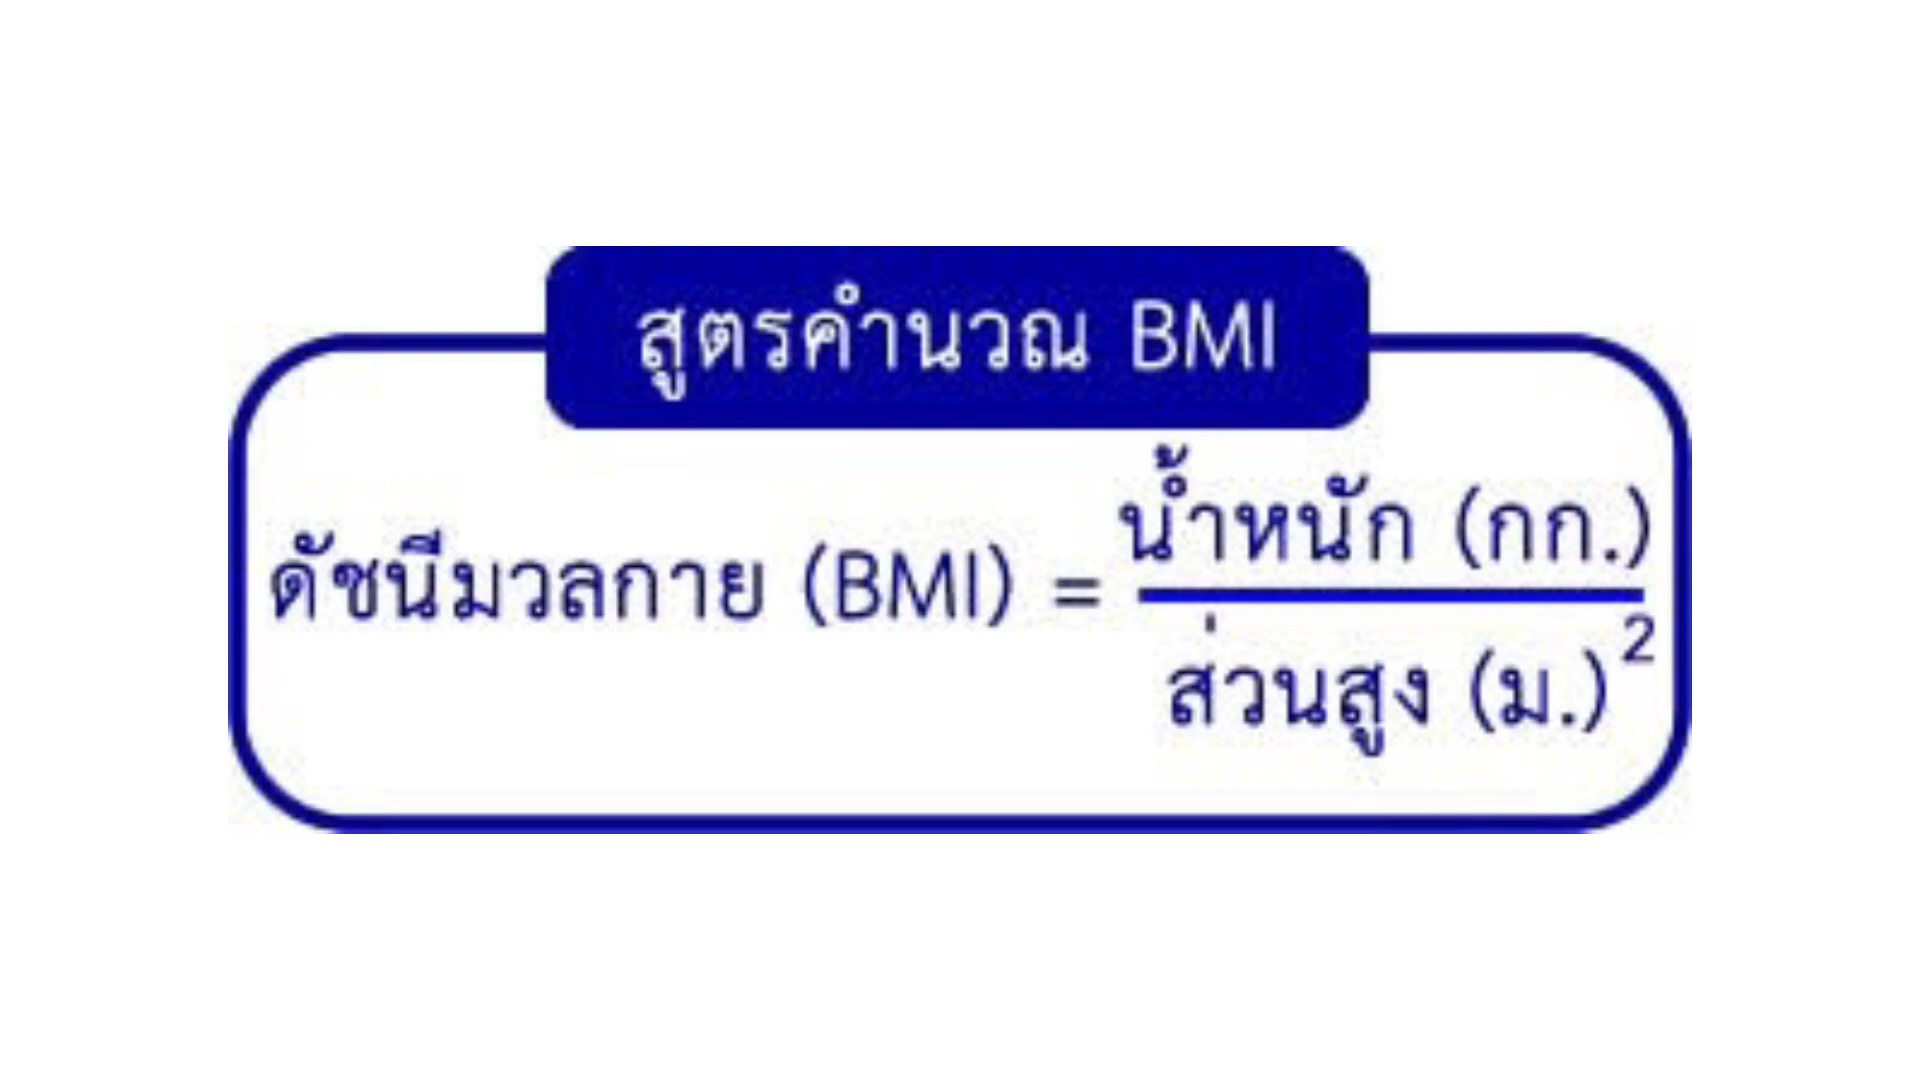 สูตรคำนวณ BMI
ดัชนีมวลกาย (BMI) = น้ำหนัก (กก.)
ส่วนสูง (ม.)²